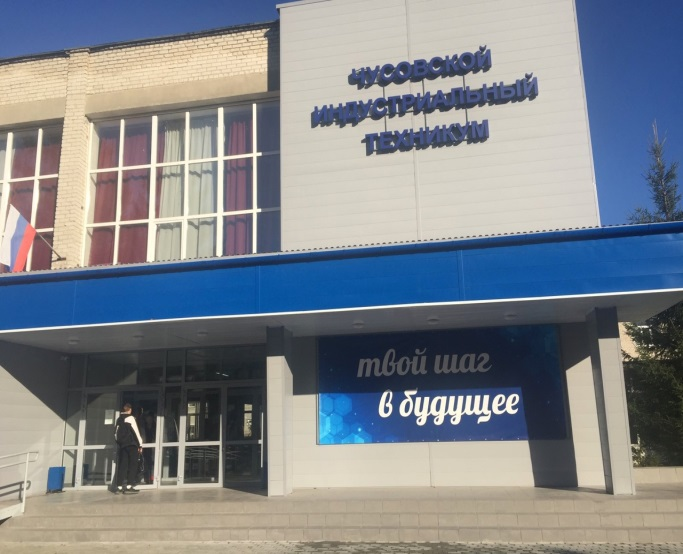 ЧУСОВСКОЙ
ИНДУСТРИАЛЬНЫЙ
ТЕХНИКУМ
твой шаг
в будущее